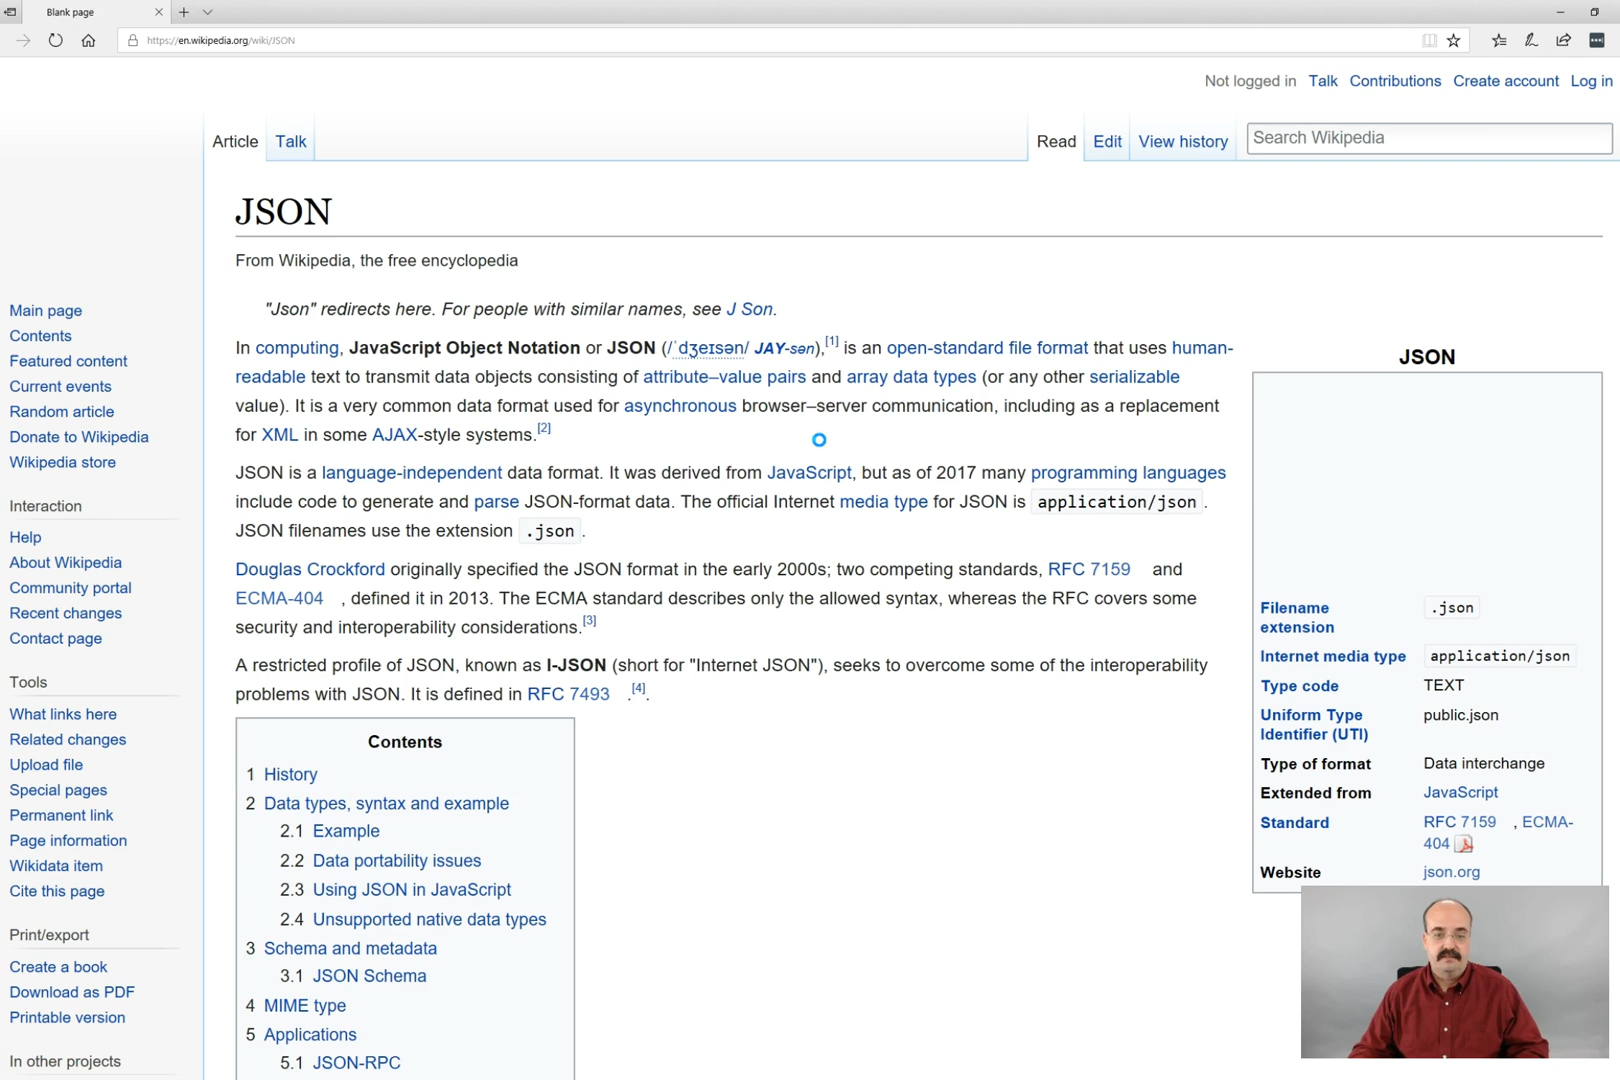 Blank page
https://en.wikipedia.org/wiki/JSON
Not logged in Talk Contributions Create account Log in
Article Talk Read Edit View history Search Wikipedia
JSON
From Wikipedia, the free encyclopedia
"Json" redirects here. For people with similar names, see J Son.
In computing, JavaScript Object Notation or JSON (/ˈdʒeɪsən/ JAY-sən),[1] is an open-standard file format that uses human-
readable text to transmit data objects consisting of attribute–value pairs and array data types (or any other serializable
value). It is a very common data format used for asynchronous browser–server communication, including as a replacement
for XML in some AJAX-style systems.[2]
JSON is a language-independent data format. It was derived from JavaScript, but as of 2017 many programming languages
include code to generate and parse JSON-format data. The official Internet media type for JSON is application/json.
JSON filenames use the extension .json.
Douglas Crockford originally specified the JSON format in the early 2000s; two competing standards, RFC 7159 and
ECMA-404 , defined it in 2013. The ECMA standard describes only the allowed syntax, whereas the RFC covers some
security and interoperability considerations.[3]
A restricted profile of JSON, known as I-JSON (short for "Internet JSON"), seeks to overcome some of the interoperability
problems with JSON. It is defined in RFC 7493 .[4].
Contents
1 History
2 Data types, syntax and example
2.1 Example
2.2 Data portability issues
2.3 Using JSON in JavaScript
2.4 Unsupported native data types
3 Schema and metadata
3.1 JSON Schema
4 MIME type
5 Applications
5.1 JSON-RPC
JSON
Filename .json
extension
Internet media type application/json
Type code TEXT
Uniform Type public.json
Identifier (UTI)
Type of format Data interchange
Extended from JavaScript
Standard RFC 7159 , ECMA-
404
Website json.org
Main page
Contents
Featured content
Current events
Random article
Donate to Wikipedia
Wikipedia store
Interaction
Help
About Wikipedia
Community portal
Recent changes
Contact page
Tools
What links here
Related changes
Upload file
Special pages
Permanent link
Page information
Wikidata item
Cite this page
Print/export
Create a book
Download as PDF
Printable version
In other projects